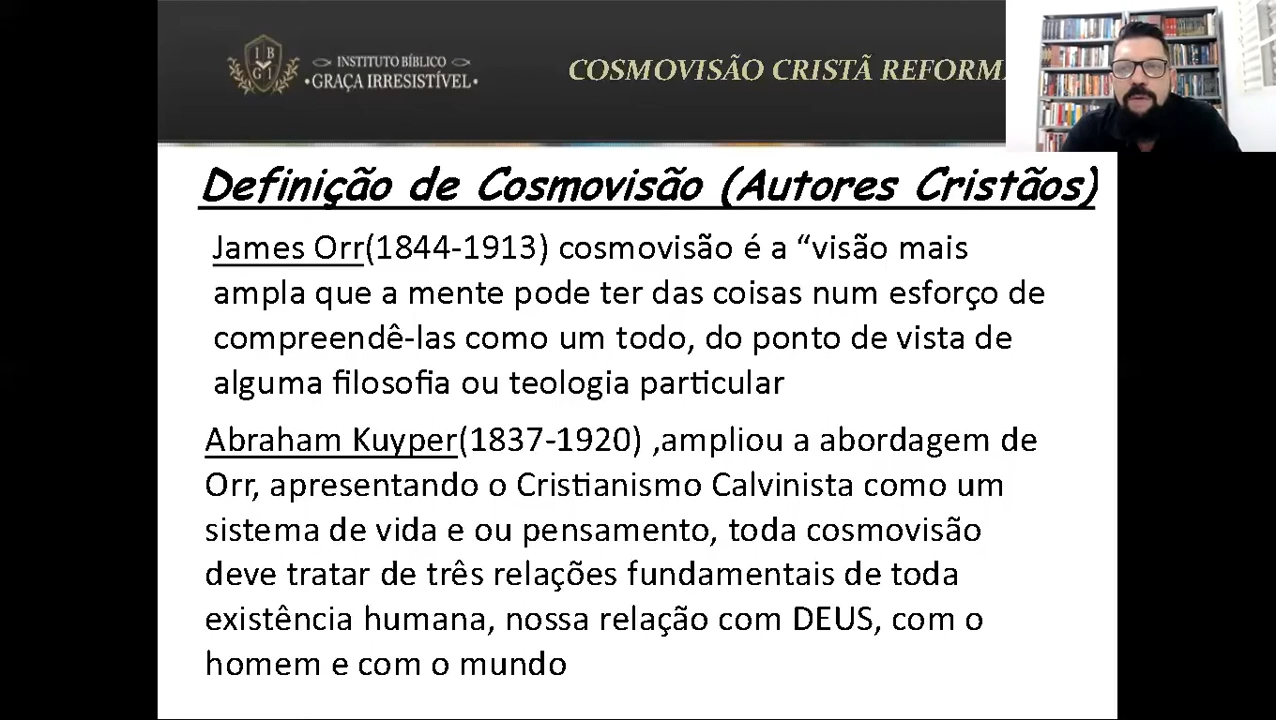 I B
G I
INSTITUTO BÍBLICO
•GRAÇA IRRESISTÍVEL•
COSMOVISÃO CRISTÃ REFORM
Definição de Cosmovisão (Autores Cristãos)
James Orr(1844-1913) cosmovisão é a “visão mais
ampla que a mente pode ter das coisas num esforço de
compreendê-las como um todo, do ponto de vista de
alguma filosofia ou teologia particular
Abraham Kuyper(1837-1920) ,ampliou a abordagem de
Orr, apresentando o Cristianismo Calvinista como um
sistema de vida e ou pensamento, toda cosmovisão
deve tratar de três relações fundamentais de toda
existência humana, nossa relação com DEUS, com o
homem e com o mundo